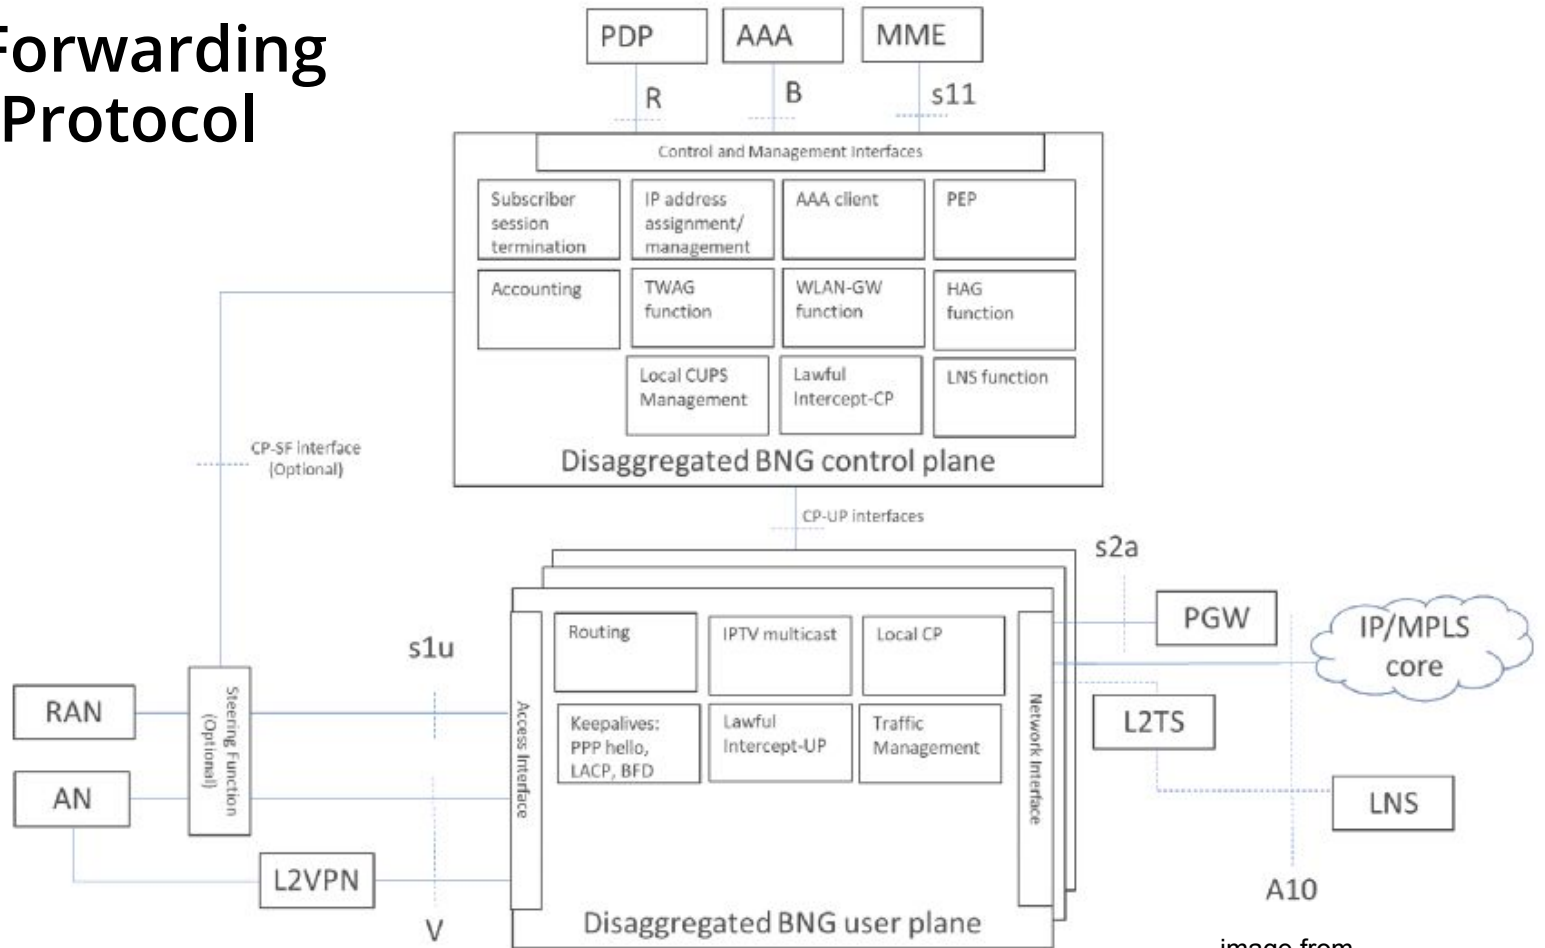 Forwarding
Protocol
PDP
AAA
MME
R
B
s11
Control and Management Interfaces
Subscriber
session
termination
IP address
assignment/
management
AAA client
PEP
Accounting
TWAG
function
WLAN-GW
function
HAG
function
Local CUPS
Management
Lawful
Intercept-CP
LNS function
Disaggregated BNG control plane
CP-SF interface
(Optional)
CP-UP interfaces
s2a
s1u
Routing
IPTV multicast
Local CP
PGW
IP/MPLS
core
RAN
Steering Function
(Optional)
Access Interface
Keepalives:
PPP hello,
LACP, BFD
Lawful
Intercept-UP
Traffic
Management
Network Interface
L2TS
AN
LNS
L2VPN
V
Disaggregated BNG user plane
A10
image from